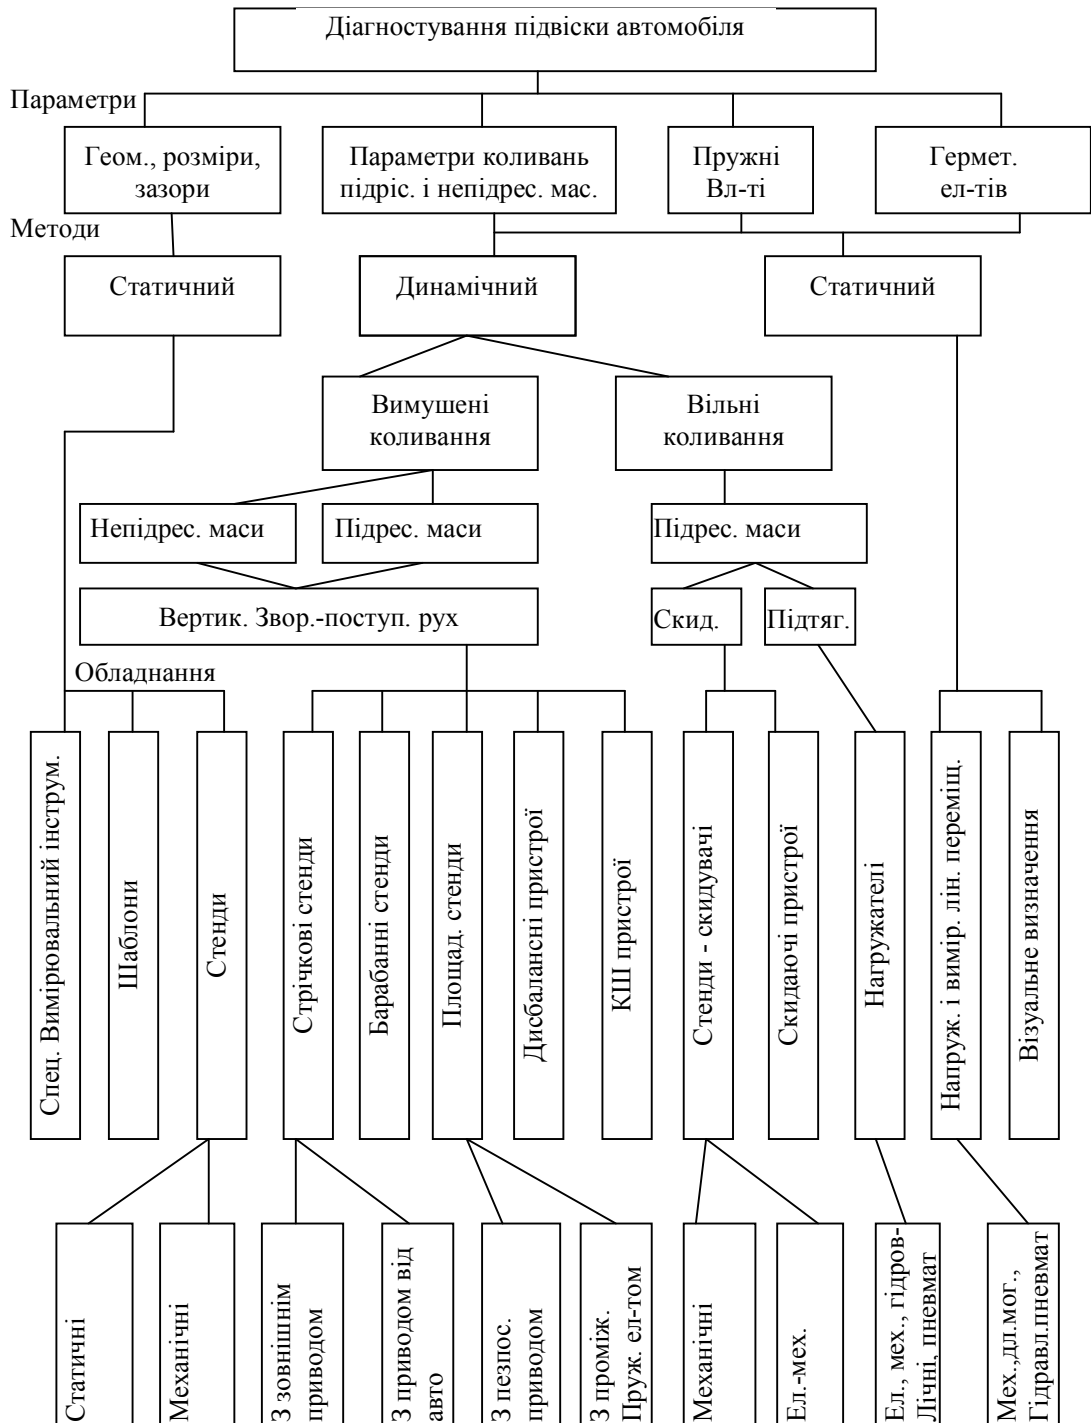 Діагностування підвіски автомобіля
Параметри
Геом., розміри,
зазори
Параметри коливань
підріс. і непідрес. мас.
Пружні
Вл-ті
Гермет.
ел-тів
Методи
Статичний
Динамічний
Статичний
Вимушені
коливання
Вільні
коливання
Непідрес. маси
Підрес. маси
Підрес. маси
Вертик. Звор.-поступ. рух
Скид.
Підтяг.
Обладнання
Спец. Вимірювальний інструм.
Шаблони
Стенди
Стрічкові стенди
Барабанні стенди
Площад. стенди
Дисбалансні пристрої
КШ пристрої
Стенди - скидувачі
Скидаючі пристрої
Нагружателі
Напруж. і вимір. лін. переміщ.
Візуальне визначення
Статичні
Механічні
З зовнішнім
приводом
З приводом від
авто
З пезпос.
приводом
З проміж.
Пруж. ел-том
Механічні
Ел.-мех.
Ел., мех., гідров-
Лічні, пневмат
Мех.,дл.мог.,
Гідравл.пневмат